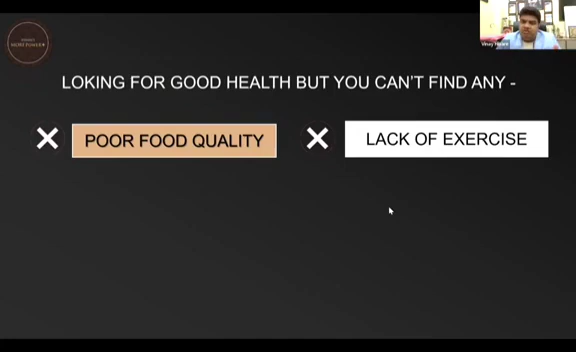 LOKING FOR GOOD HEALTH BUT YOU CAN'T FIND ANY -
POOR FOOD QUALITY
LACK OF EXERCISE